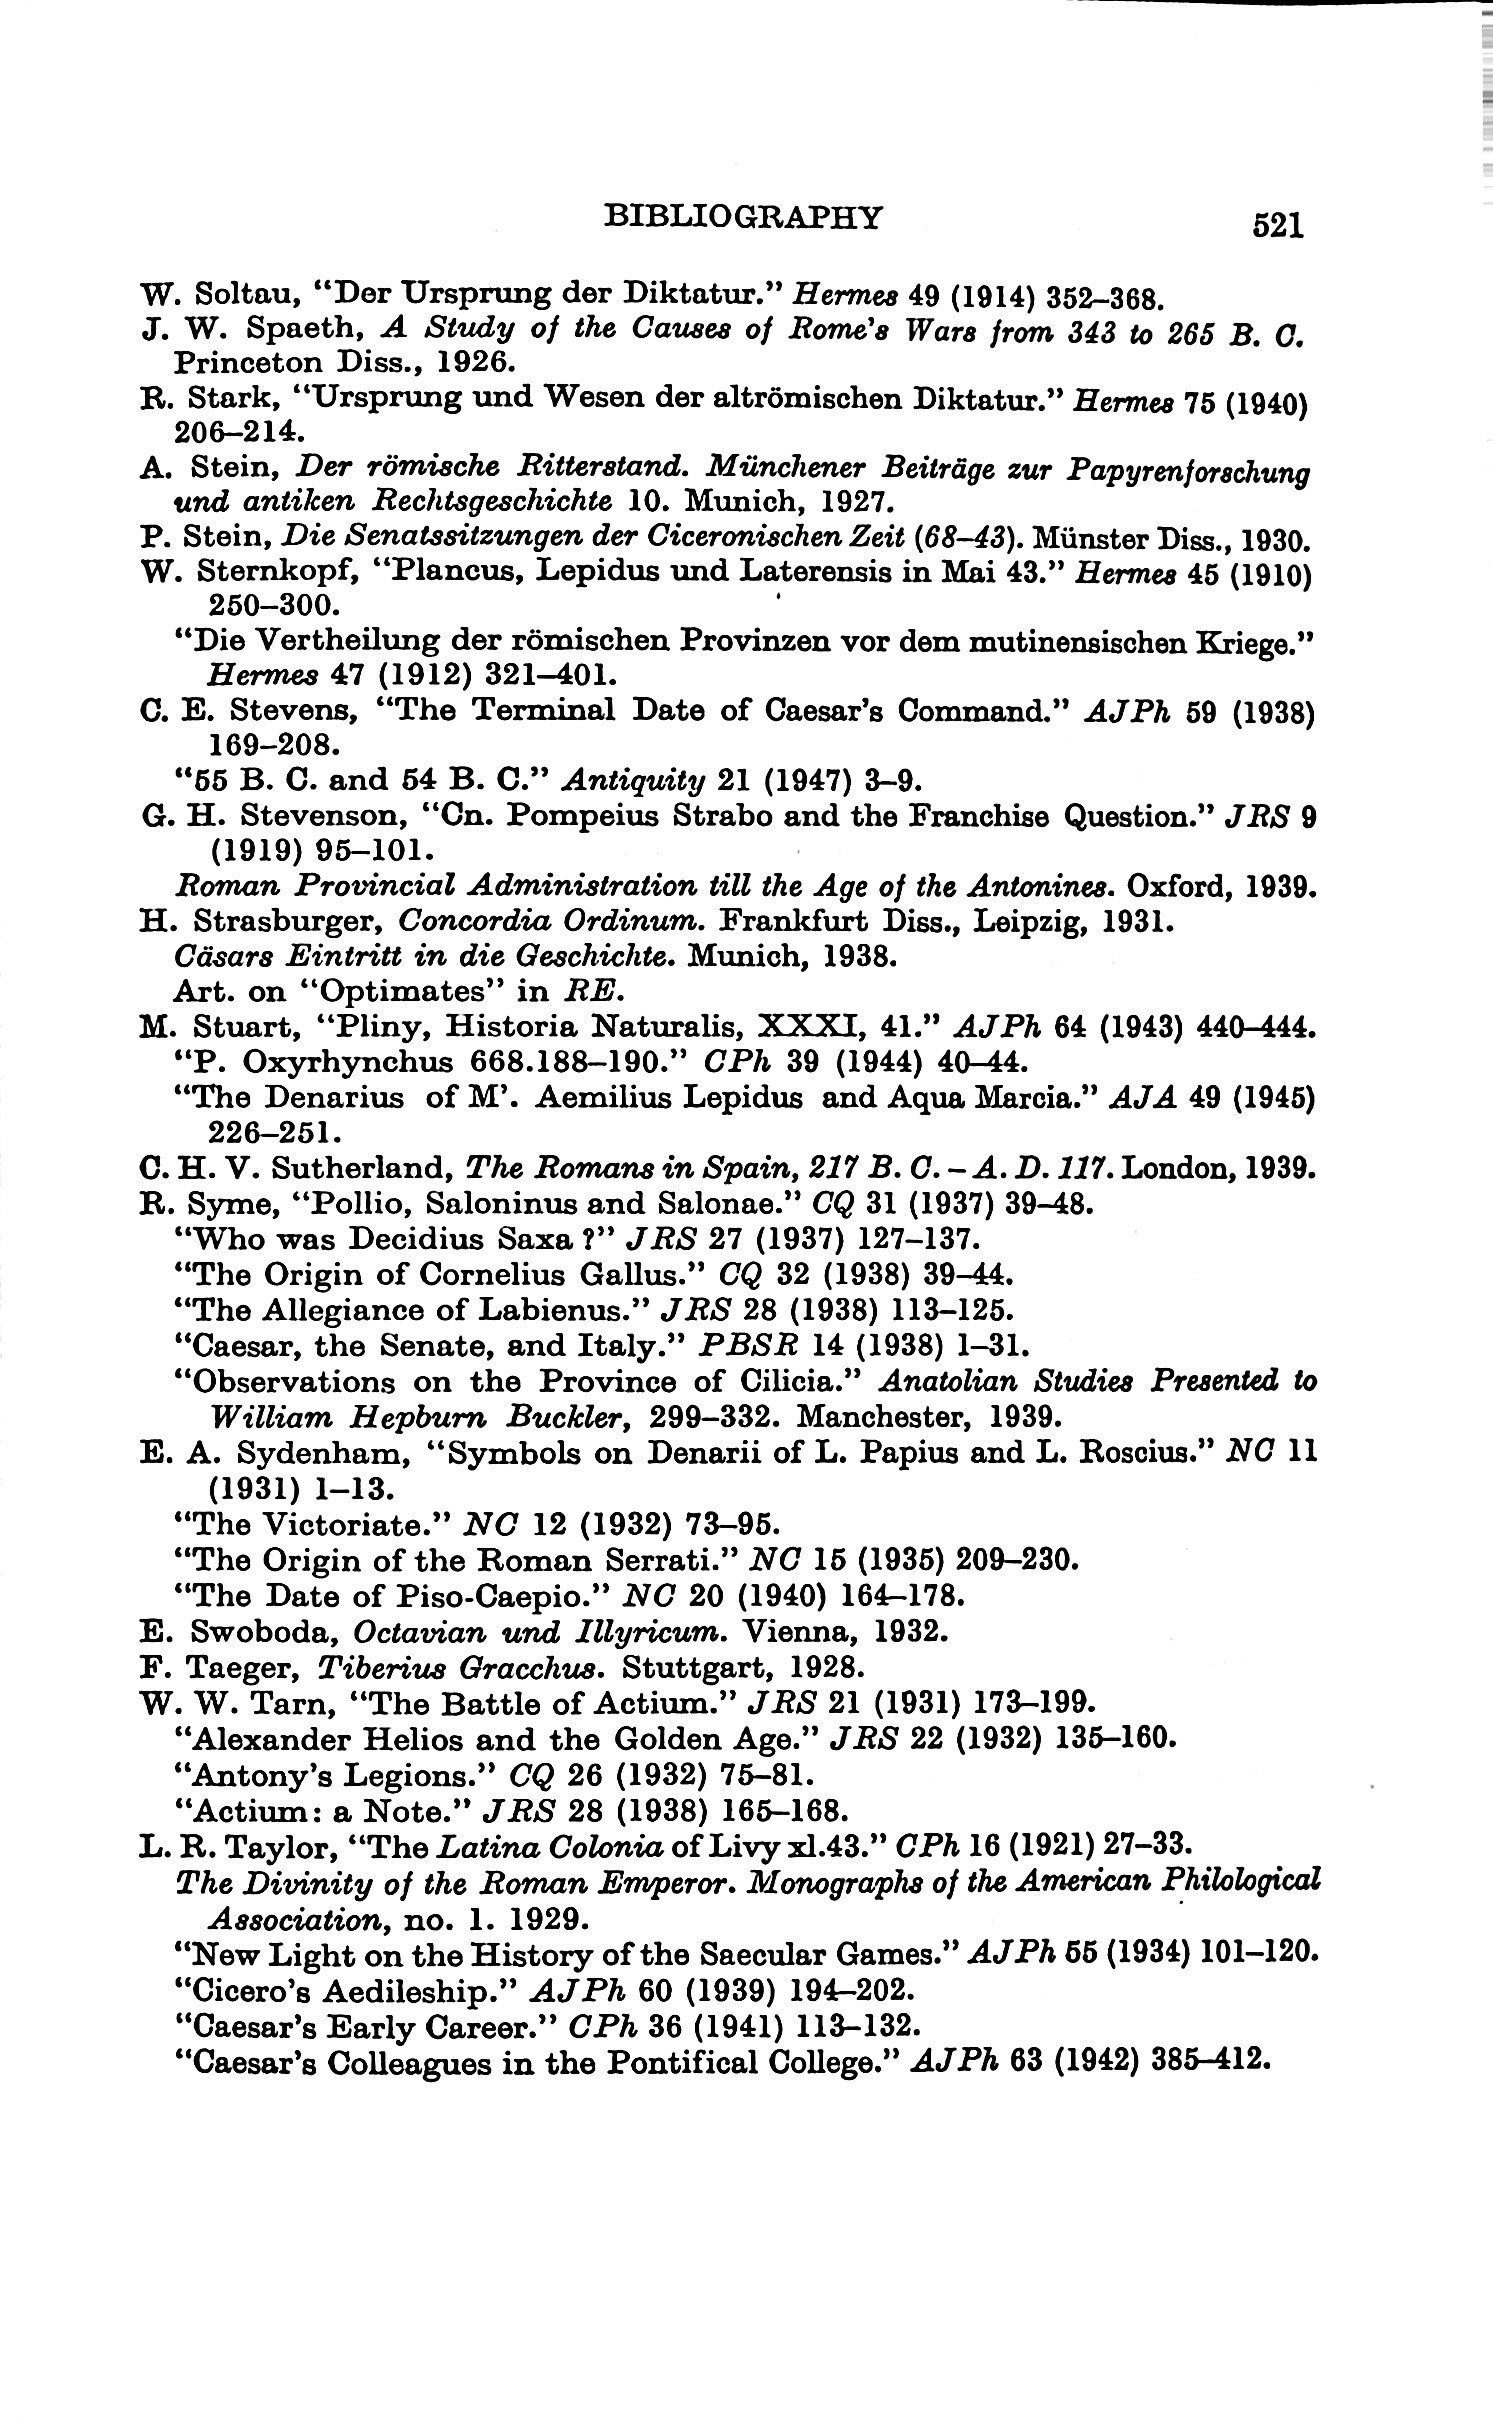 BIBLIOGRAPHY 521
W. Soltau, “Der Ursprung der Diktatur.” Hermes 49 (1914) 352–368.
J. W. Spaeth, A Study of the Causes of Rome's Wars from 343 to 265 B. C.
Princeton Diss., 1926.
R. Stark, “Ursprung und Wesen der altrömischen Diktatur.” Hermes 75 (1940)
206–214.
A. Stein, Der römische Ritterstand. Münchener Beiträge zur Papyrenforschung
und antiken Rechtsgeschichte 10. Munich, 1927.
P. Stein, Die Senatssitzungen der Ciceronischen Zeit (68–43). Münster Diss., 1930.
W. Sternkopf, “Plancus, Lepidus und Laterensis in Mai 43.” Hermes 45 (1910)
250–300.
“Die Vertheilung der römischen Provinzen vor dem mutinensischen Kriege.”
Hermes 47 (1912) 321–401.
C. E. Stevens, “The Terminal Date of Caesar's Command.” AJPh 59 (1938)
169–208.
“55 B. C. and 54 B. C.” Antiquity 21 (1947) 3–9.
G. H. Stevenson, “Cn. Pompeius Strabo and the Franchise Question.” JRS 9
(1919) 95–101.
Roman Provincial Administration till the Age of the Antonines. Oxford, 1939.
H. Strasburger, Concordia Ordinum. Frankfurt Diss., Leipzig, 1931.
Cäsars Eintritt in die Geschichte. Munich, 1938.
Art. on “Optimates” in RE.
M. Stuart, “Pliny, Historia Naturalis, XXXI, 41.” AJPh 64 (1943) 440–444.
“P. Oxyrhynchus 668.188–190.” CPh 39 (1944) 40–44.
“The Denarius of M'. Aemilius Lepidus and Aqua Marcia.” AJA 49 (1945)
226–251.
C. H. V. Sutherland, The Romans in Spain, 217 B. C. – A. D. 117. London, 1939.
R. Syme, “Pollio, Saloninus and Salonae.” CQ 31 (1937) 39–48.
“Who was Decidius Saxa ?” JRS 27 (1937) 127–137.
“The Origin of Cornelius Gallus.” CQ 32 (1938) 39–44.
“The Allegiance of Labienus.” JRS 28 (1938) 113–125.
“Caesar, the Senate, and Italy.” PBSR 14 (1938) 1–31.
“Observations on the Province of Cilicia.” Anatolian Studies Presented to
William Hepburn Buckler, 299–332. Manchester, 1939.
E. A. Sydenham, “Symbols on Denarii of L. Papius and L. Roscius.” NC 11
(1931) 1–13.
“The Victoriate.” NC 12 (1932) 73–95.
“The Origin of the Roman Serrati.” NC 15 (1935) 209–230.
“The Date of Piso-Caepio.” NC 20 (1940) 164–178.
E. Swoboda, Octavian und Illyricum. Vienna, 1932.
F. Taeger, Tiberius Gracchus. Stuttgart, 1928.
W. W. Tarn, “The Battle of Actium.” JRS 21 (1931) 173–199.
“Alexander Helios and the Golden Age.” JRS 22 (1932) 135–160.
“Antony's Legions.” CQ 26 (1932) 75–81.
“Actium: a Note.” JRS 28 (1938) 165–168.
L. R. Taylor, “The Latina Colonia of Livy xl.43.” CPh 16 (1921) 27–33.
The Divinity of the Roman Emperor. Monographs of the American Philological
Association, no. 1. 1929.
“New Light on the History of the Saecular Games.” AJPh 55 (1934) 101–120.
“Cicero's Aedileship.” AJPh 60 (1939) 194–202.
“Caesar's Early Career.” CPh 36 (1941) 113–132.
“Caesar's Colleagues in the Pontifical College.” AJPh 63 (1942) 385–412.